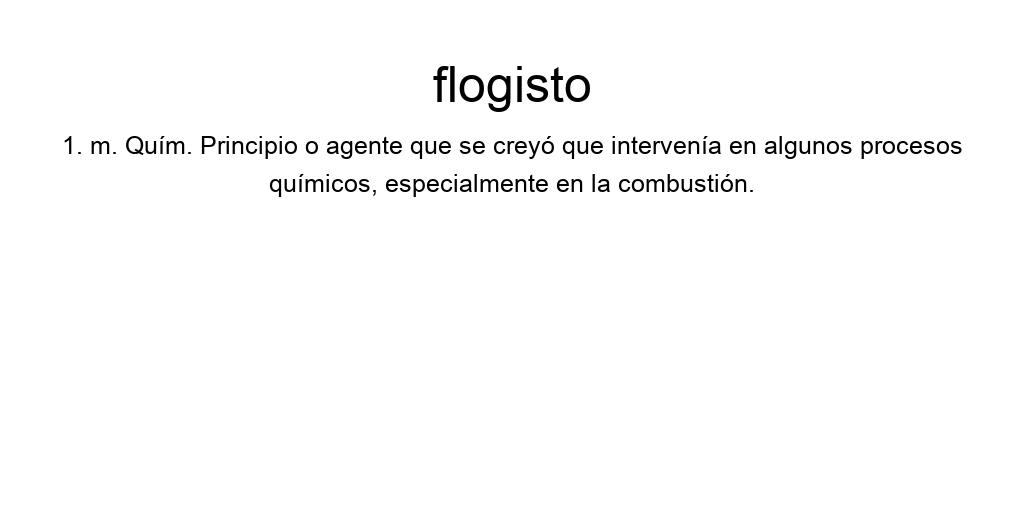 flogisto
1. m. Quím. Principio o agente que se creyó que intervenía en algunos procesos
químicos, especialmente en la combustión.